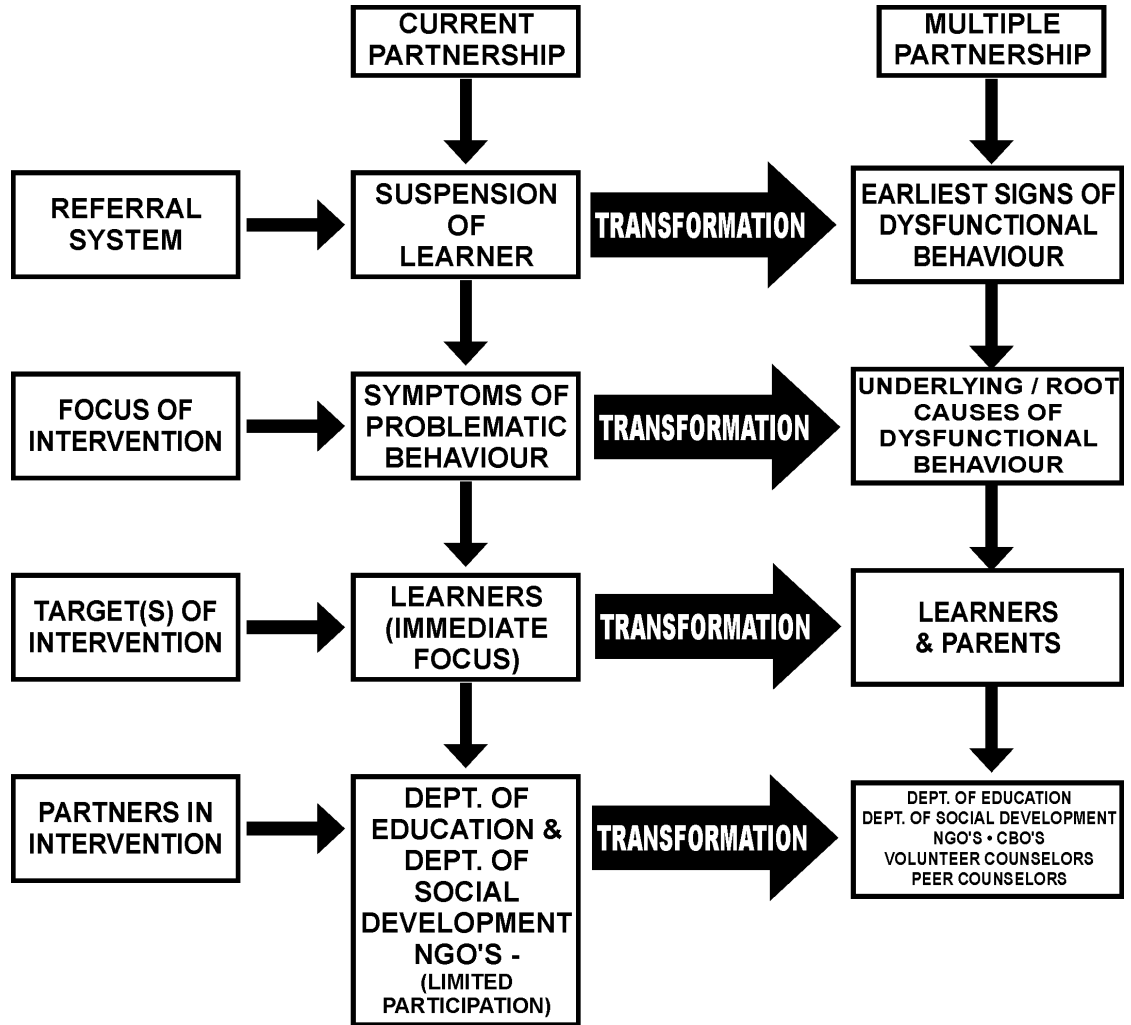 CURRENT
PARTNERSHIP
MULTIPLE
PARTNERSHIP
REFERRAL
SYSTEM
SUSPENSION
OF
LEARNER
TRANSFORMATION
EARLIEST SIGNS OF
DYSFUNCTIONAL
BEHAVIOUR
FOCUS OF
INTERVENTION
SYMPTOMS OF
PROBLEMATIC
BEHAVIOUR
TRANSFORMATION
UNDERLYING / ROOT
CAUSES OF
DYSFUNCTIONAL
BEHAVIOUR
TARGET(S) OF
INTERVENTION
LEARNERS
(IMMEDIATE
FOCUS)
TRANSFORMATION
LEARNERS
& PARENTS
PARTNERS IN
INTERVENTION
DEPT. OF
EDUCATION &
DEPT. OF
SOCIAL
DEVELOPMENT
NGO'S -
(LIMITED
PARTICIPATION)
TRANSFORMATION
DEPT. OF EDUCATION
DEPT. OF SOCIAL DEVELOPMENT
NGO'S • CBO'S
VOLUNTEER COUNSELORS
PEER COUNSELORS